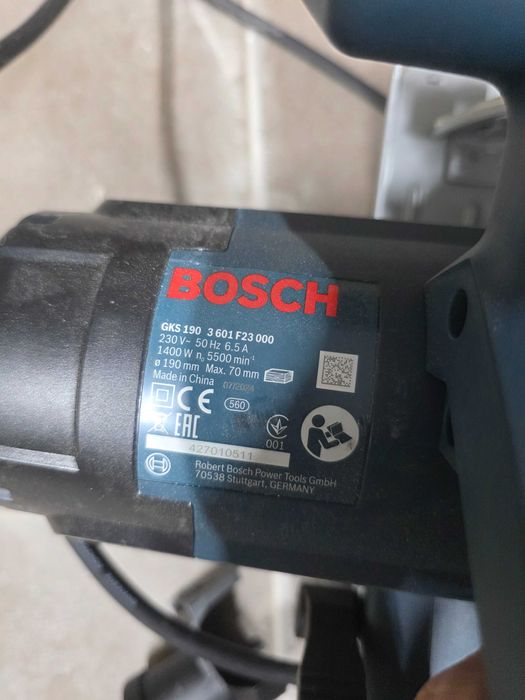 BOSCH
GKS 190 3 601 F23 000
230 V~ 50 Hz 6.5 A
1400 W n₀ 5500 min⁻¹
ø 190 mm Max. 70 mm
Made in China 07/2024
CE 560
EAC 001
427010511
Robert Bosch Power Tools GmbH
70538 Stuttgart, GERMANY